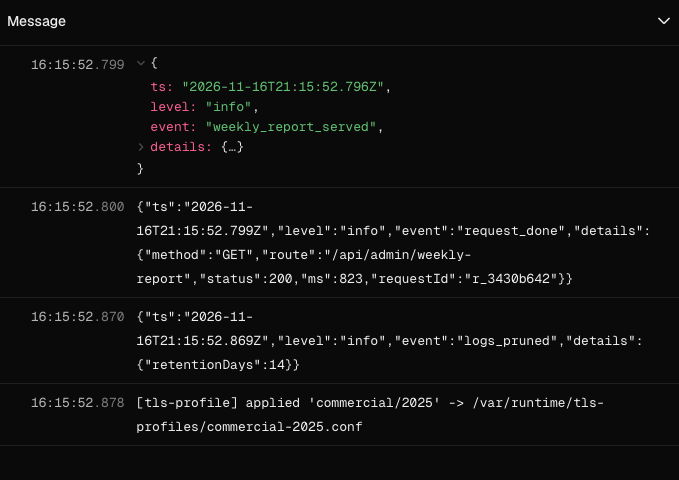 Message
16:15:52.799 {
ts: "2026-11-16T21:15:52.796Z",
level: "info",
event: "weekly_report_served",
details: {…}
}
16:15:52.800 {"ts":"2026-11-
16T21:15:52.799Z","level":"info","event":"request_done","details":
{"method":"GET","route":"/api/admin/weekly-
report","status":200,"ms":823,"requestId":"r_3430b642"}}
16:15:52.870 {"ts":"2026-11-
16T21:15:52.869Z","level":"info","event":"logs_pruned","details":
{"retentionDays":14}}
16:15:52.878 [tls-profile] applied 'commercial/2025' -> /var/runtime/tls-
profiles/commercial-2025.conf